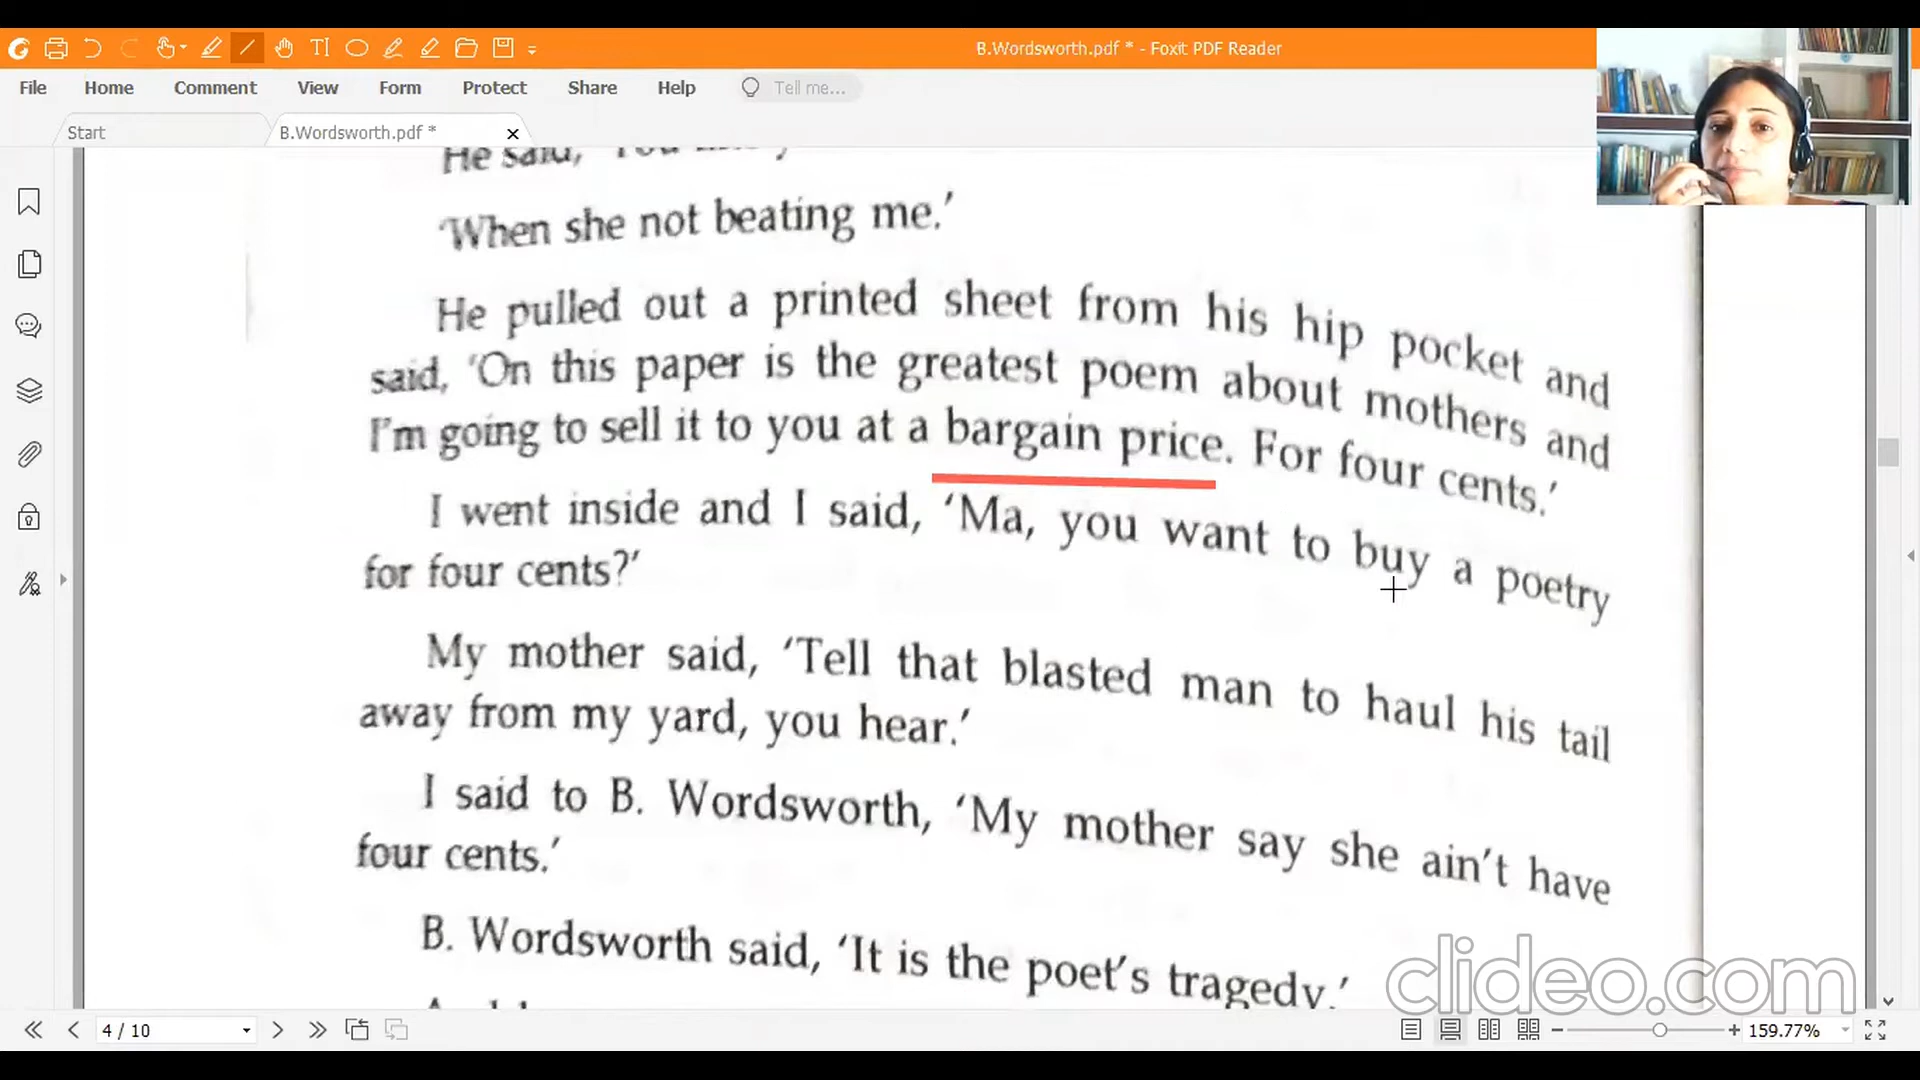 B.Wordsworth.pdf * - Foxit PDF Reader
File Home Comment View Form Protect Share Help Tell me...
Start B.Wordsworth.pdf *
He said,
'When she not beating me.'
He pulled out a printed sheet from his hip pocket and
said, 'On this paper is the greatest poem about mothers and
I'm going to sell it to you at a bargain price. For four cents.'
I went inside and I said, 'Ma, you want to buy a poetry
for four cents?'
My mother said, 'Tell that blasted man to haul his tail
away from my yard, you hear.'
I said to B. Wordsworth, 'My mother say she ain't have
four cents.'
B. Wordsworth said, 'It is the poet's tragedy.'
clideo.com
4 / 10 159.77%